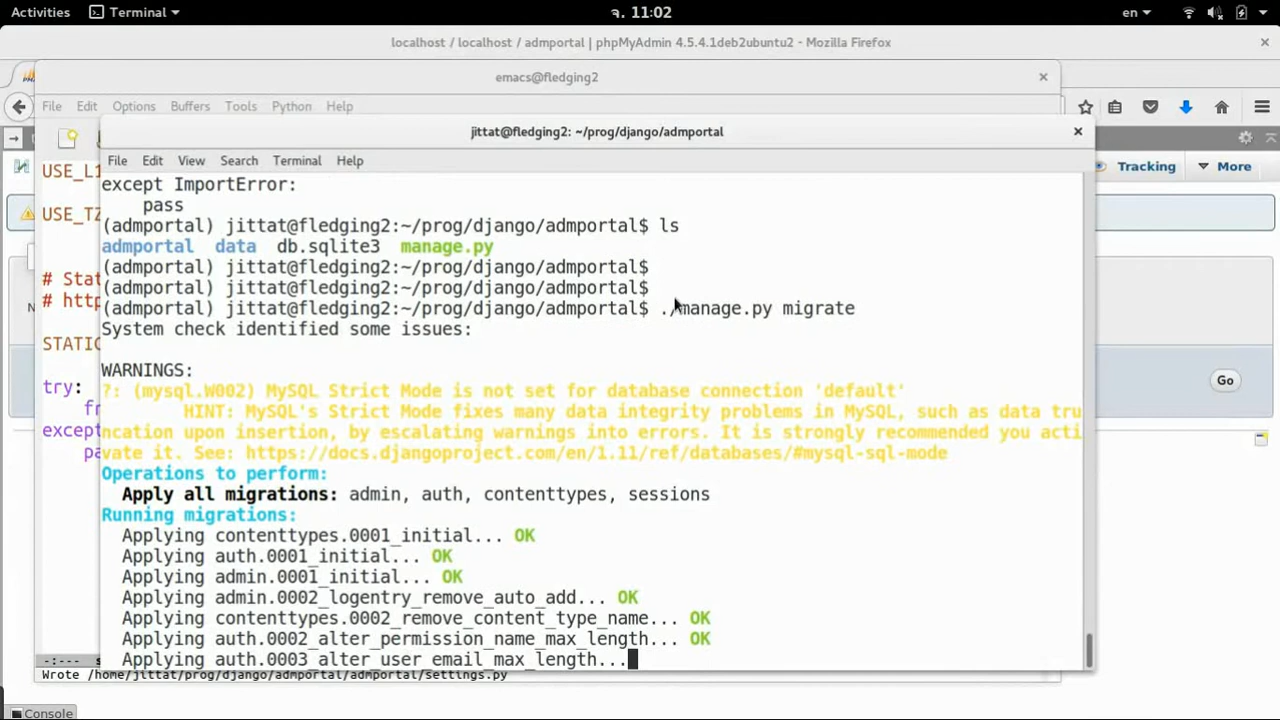 Activities Terminal จ. 11:02 en
localhost / localhost / admportal | phpMyAdmin 4.5.4.1deb2ubuntu2 - Mozilla Firefox
emacs@fledging2
File Edit Options Buffers Tools Python Help
jittat@fledging2: ~/prog/django/admportal
File Edit View Search Terminal Help
Tracking More
USE_L1
USE_TZ
# Stat
# http
STATIC
try:
fr
except
pa
Go
except ImportError:
pass
(admportal) jittat@fledging2:~/prog/django/admportal$ ls
admportal data db.sqlite3 manage.py
(admportal) jittat@fledging2:~/prog/django/admportal$
(admportal) jittat@fledging2:~/prog/django/admportal$
(admportal) jittat@fledging2:~/prog/django/admportal$ ./manage.py migrate
System check identified some issues:
WARNINGS:
?: (mysql.W002) MySQL Strict Mode is not set for database connection 'default'
HINT: MySQL's Strict Mode fixes many data integrity problems in MySQL, such as data tru
ncation upon insertion, by escalating warnings into errors. It is strongly recommended you acti
vate it. See: https://docs.djangoproject.com/en/1.11/ref/databases/#mysql-sql-mode
Operations to perform:
Apply all migrations: admin, auth, contenttypes, sessions
Running migrations:
Applying contenttypes.0001_initial... OK
Applying auth.0001_initial... OK
Applying admin.0001_initial... OK
Applying admin.0002_logentry_remove_auto_add... OK
Applying contenttypes.0002_remove_content_type_name... OK
Applying auth.0002_alter_permission_name_max_length... OK
Applying auth.0003_alter_user_email_max_length...
-:---
Wrote /home/jittat/prog/django/admportal/admportal/settings.py
Console